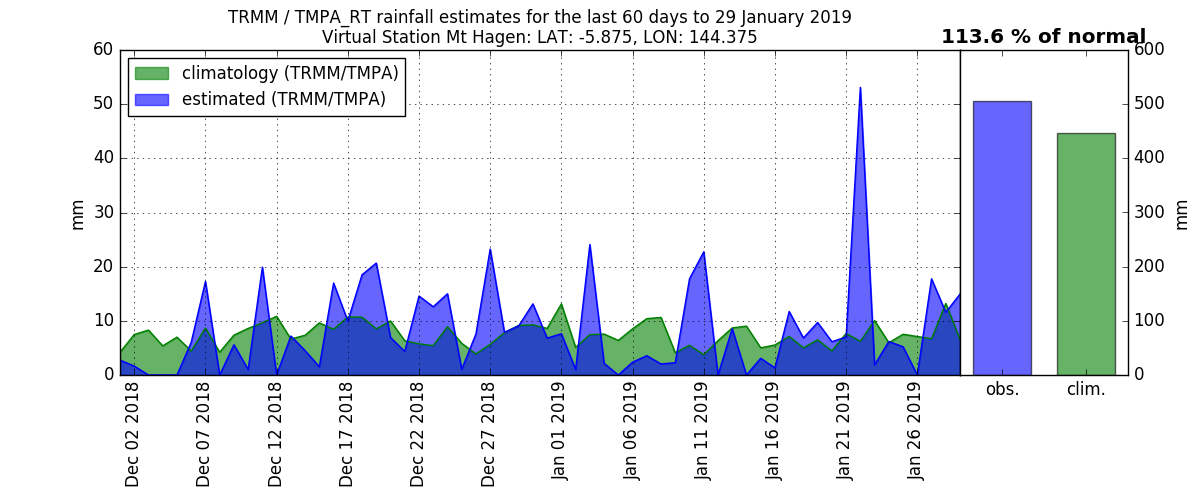 TRMM / TMPA_RT rainfall estimates for the last 60 days to 29 January 2019
Virtual Station Mt Hagen: LAT: -5.875, LON: 144.375
113.6 % of normal
climatology (TRMM/TMPA)
estimated (TRMM/TMPA)
60
50
40
30
20
10
0
mm
600
500
400
300
200
100
0
mm
Dec 02 2018
Dec 07 2018
Dec 12 2018
Dec 17 2018
Dec 22 2018
Dec 27 2018
Jan 01 2019
Jan 06 2019
Jan 11 2019
Jan 16 2019
Jan 21 2019
Jan 26 2019
obs.
clim.